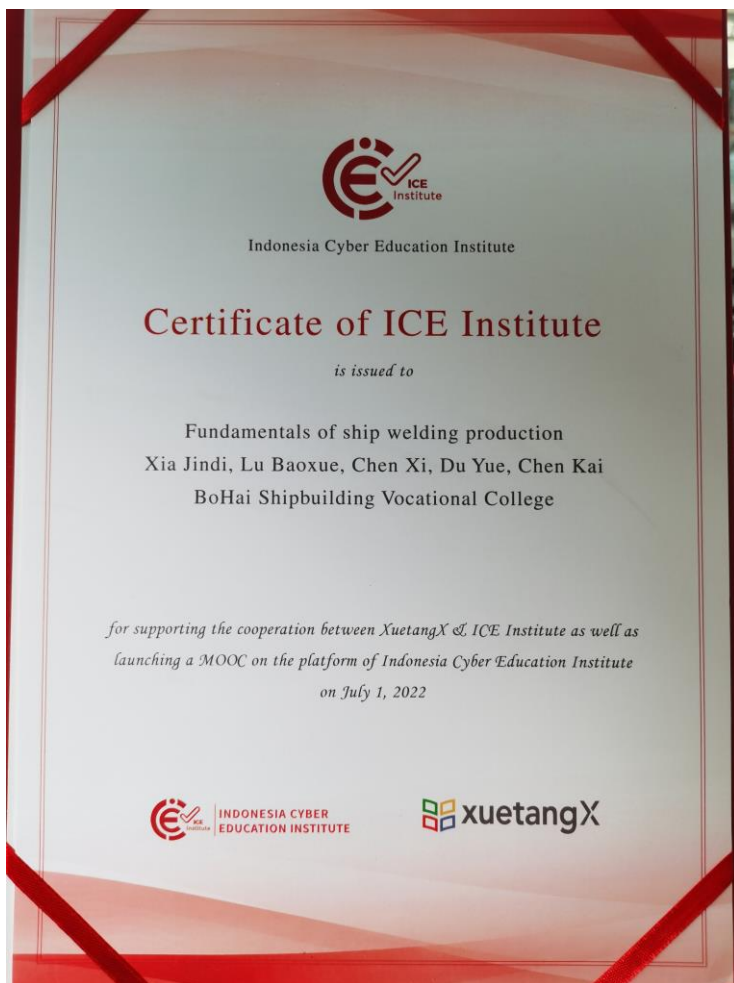 ICE
Institute
Indonesia Cyber Education Institute
Certificate of ICE Institute
is issued to
Fundamentals of ship welding production
Xia Jindi, Lu Baoxue, Chen Xi, Du Yue, Chen Kai
BoHai Shipbuilding Vocational College
for supporting the cooperation between XuetangX & ICE Institute as well as
launching a MOOC on the platform of Indonesia Cyber Education Institute
on July 1, 2022
ICE
Institute
INDONESIA CYBER
EDUCATION INSTITUTE
xuetangX